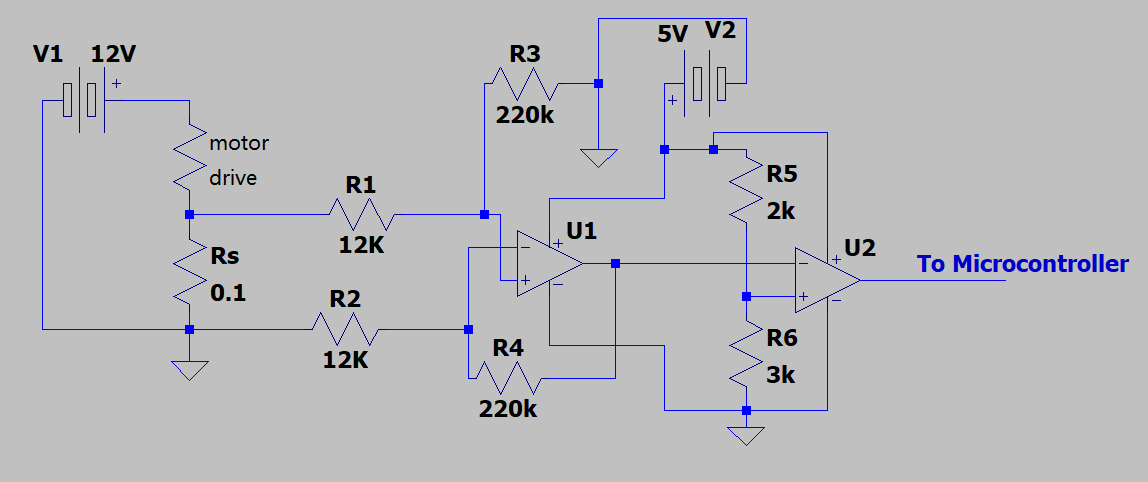 V1 12V
motor
drive
Rs
0.1
R1
12K
R2
12K
R3
220k
R4
220k
U1
5V V2
R5
2k
R6
3k
U2
To Microcontroller